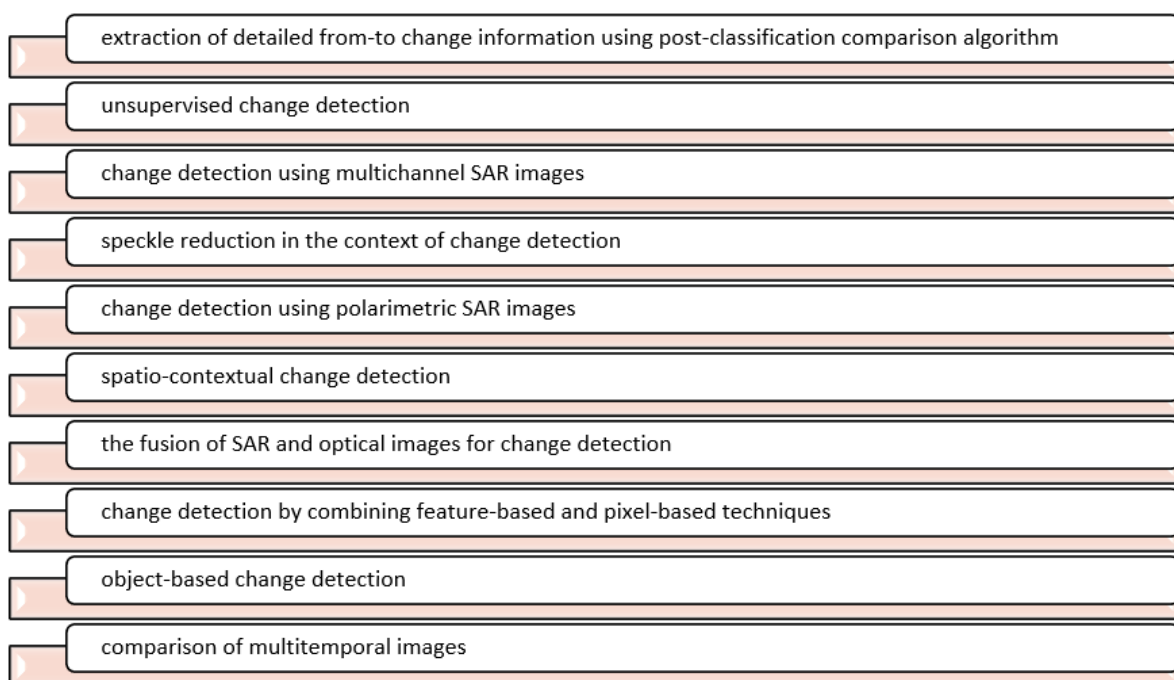 extraction of detailed from-to change information using post-classification comparison algorithm
unsupervised change detection
change detection using multichannel SAR images
speckle reduction in the context of change detection
change detection using polarimetric SAR images
spatio-contextual change detection
the fusion of SAR and optical images for change detection
change detection by combining feature-based and pixel-based techniques
object-based change detection
comparison of multitemporal images